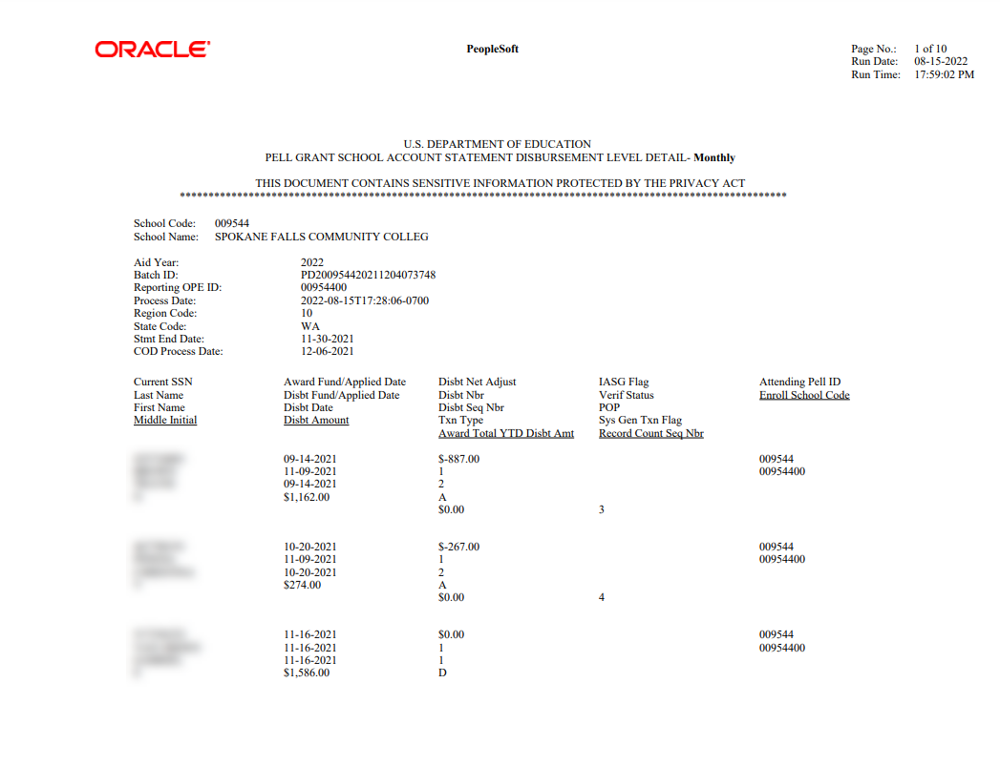 ORACLE PeopleSoft Page No.: 1 of 10
Run Date: 08-15-2022
Run Time: 17:59:02 PM
U.S. DEPARTMENT OF EDUCATION
PELL GRANT SCHOOL ACCOUNT STATEMENT DISBURSEMENT LEVEL DETAIL- Monthly
THIS DOCUMENT CONTAINS SENSITIVE INFORMATION PROTECTED BY THE PRIVACY ACT
School Code: 009544
School Name: SPOKANE FALLS COMMUNITY COLLEG
Aid Year: 2022
Batch ID: PD200954420211204073748
Reporting OPE ID: 00954400
Process Date: 2022-08-15T17:28:06-0700
Region Code: 10
State Code: WA
Stmt End Date: 11-30-2021
COD Process Date: 12-06-2021
Current SSN Award Fund/Applied Date Disbt Net Adjust IASG Flag Attending Pell ID
Last Name Disbt Fund/Applied Date Disbt Nbr Verif Status Enroll School Code
First Name Disbt Date Disbt Seq Nbr POP
Middle Initial Disbt Amount Txn Type Sys Gen Txn Flag
Award Total YTD Disbt Amt Record Count Seq Nbr
09-14-2021 $-887.00 009544
11-09-2021 1 00954400
09-14-2021 2
$1,162.00 A
$0.00 3
10-20-2021 $-267.00 009544
11-09-2021 1 00954400
10-20-2021 2
$274.00 A
$0.00 4
11-16-2021 $0.00 009544
11-16-2021 1 00954400
11-16-2021 1
$1,586.00 D